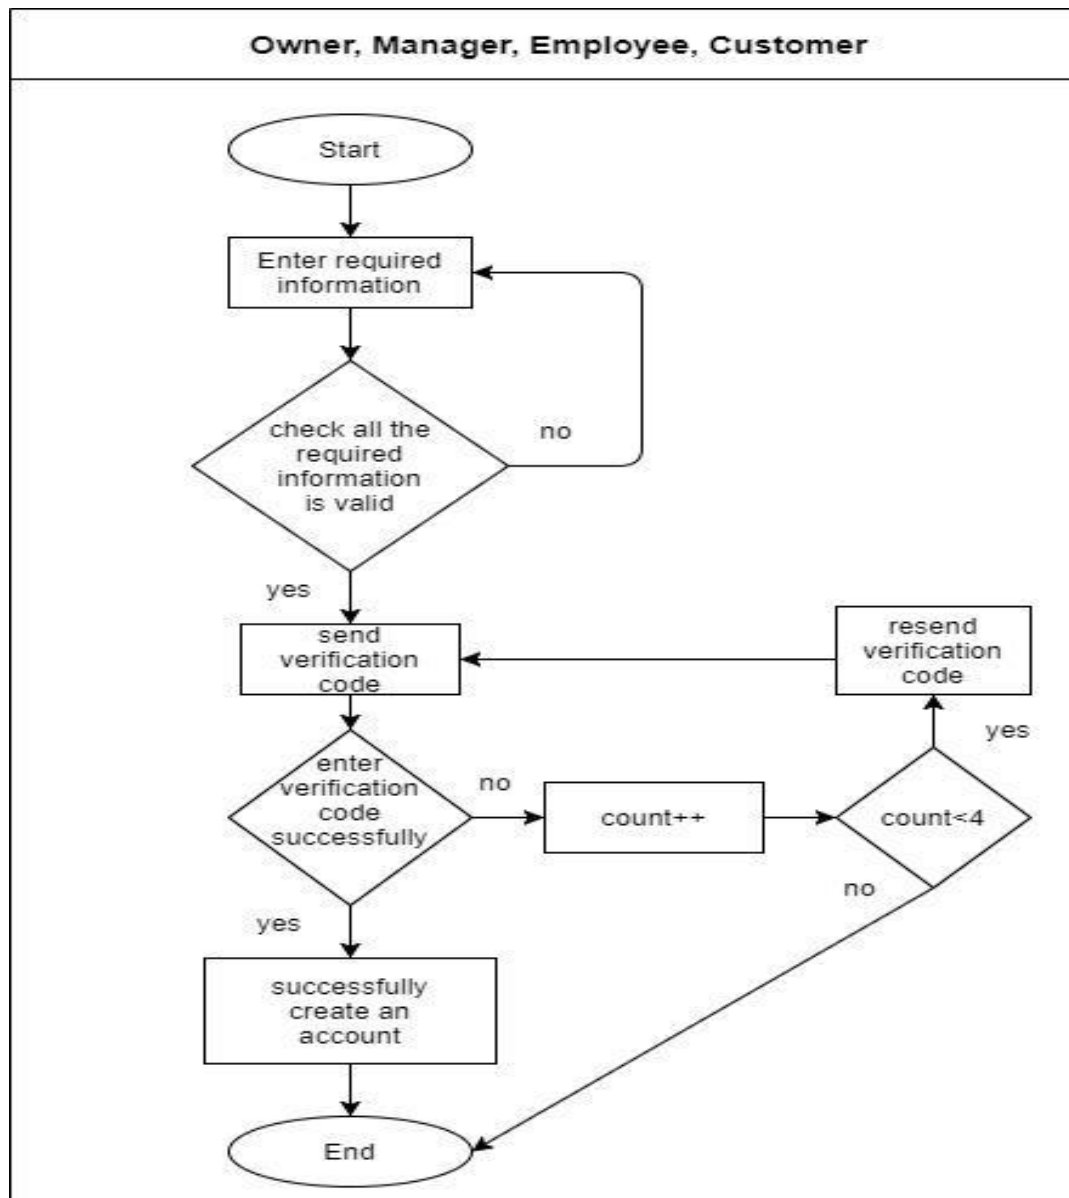 Owner, Manager, Employee, Customer
Start
Enter required
information
check all the
required
information
is valid
no
yes
send
verification
code
resend
verification
code
yes
enter
verification
code
successfully
no
count++
count<4
no
yes
successfully
create an
account
End